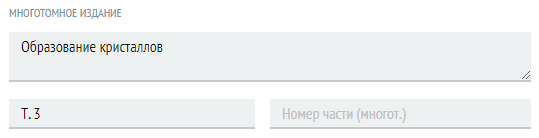 МНОГОТОМНОЕ ИЗДАНИЕ
Образование кристаллов
Т. 3
Номер части (многот.)